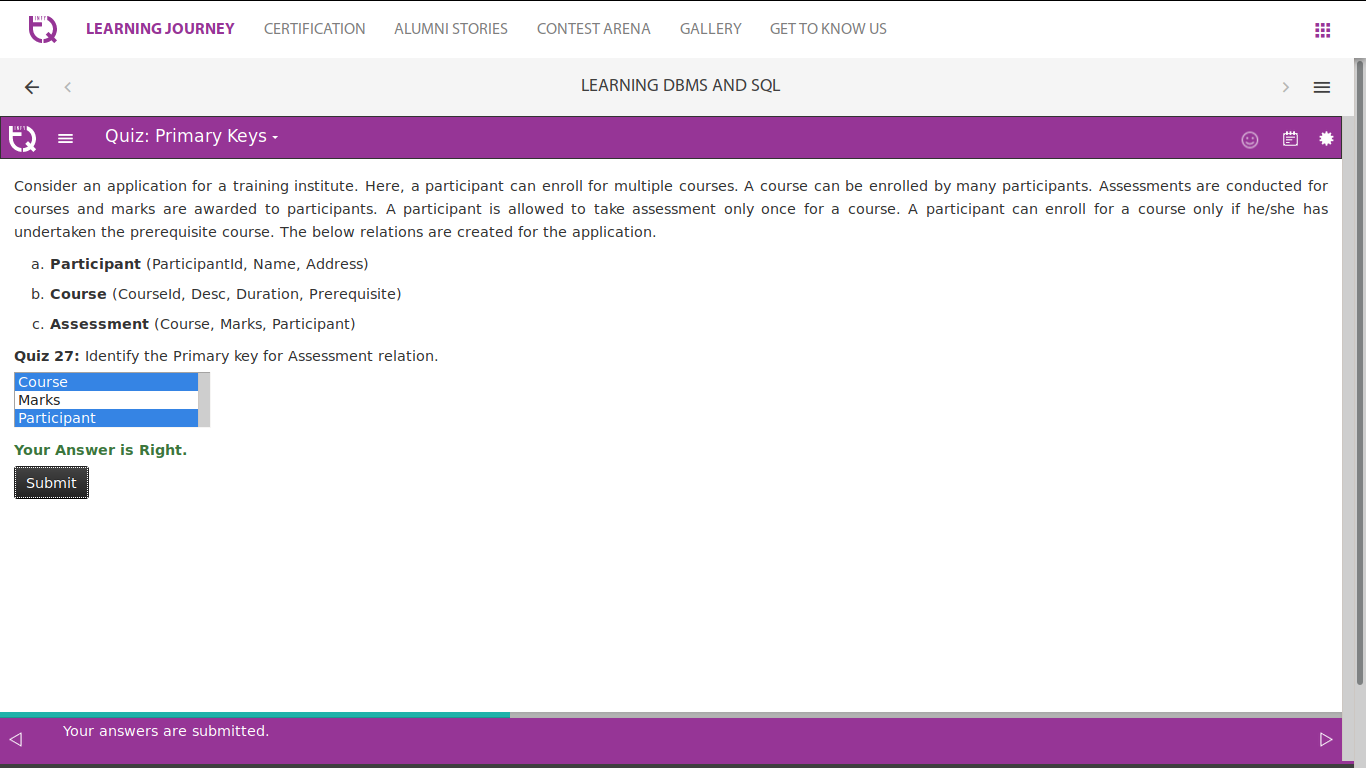 INFY
TQ
LEARNING JOURNEY CERTIFICATION ALUMNI STORIES CONTEST ARENA GALLERY GET TO KNOW US
LEARNING DBMS AND SQL
INFY
TQ
Quiz: Primary Keys
Consider an application for a training institute. Here, a participant can enroll for multiple courses. A course can be enrolled by many participants. Assessments are conducted for
courses and marks are awarded to participants. A participant is allowed to take assessment only once for a course. A participant can enroll for a course only if he/she has
undertaken the prerequisite course. The below relations are created for the application.
a. Participant (ParticipantId, Name, Address)
b. Course (CourseId, Desc, Duration, Prerequisite)
c. Assessment (Course, Marks, Participant)
Quiz 27: Identify the Primary key for Assessment relation.
Course
Marks
Participant
Your Answer is Right.
Submit
Your answers are submitted.